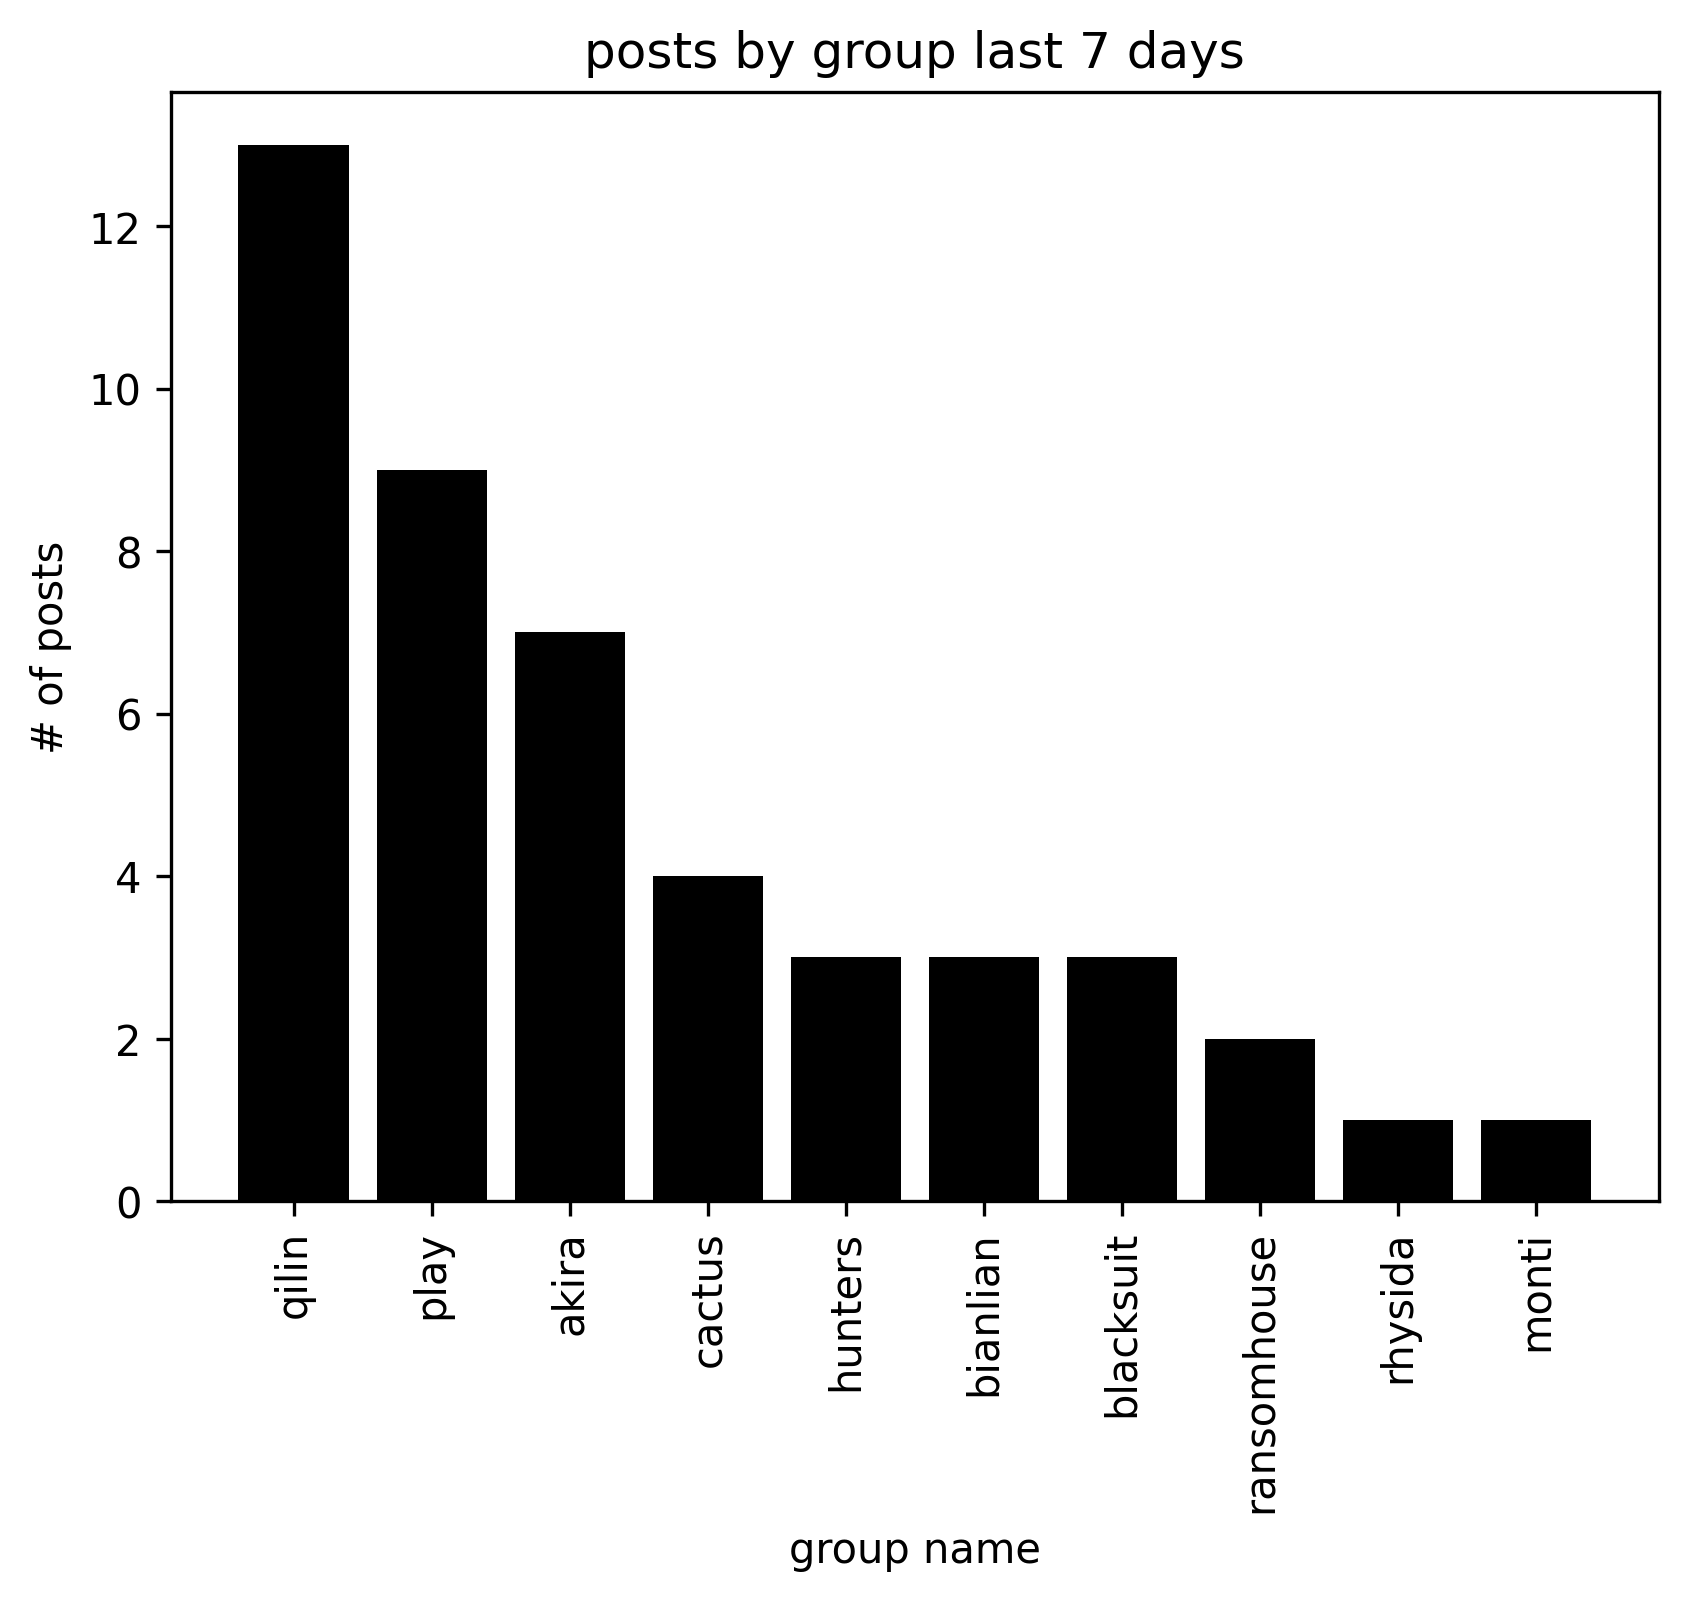 posts by group last 7 days
# of posts
12
10
8
6
4
2
0
qilin
play
akira
cactus
hunters
bianlian
blacksuit
ransomhouse
rhysida
monti
group name